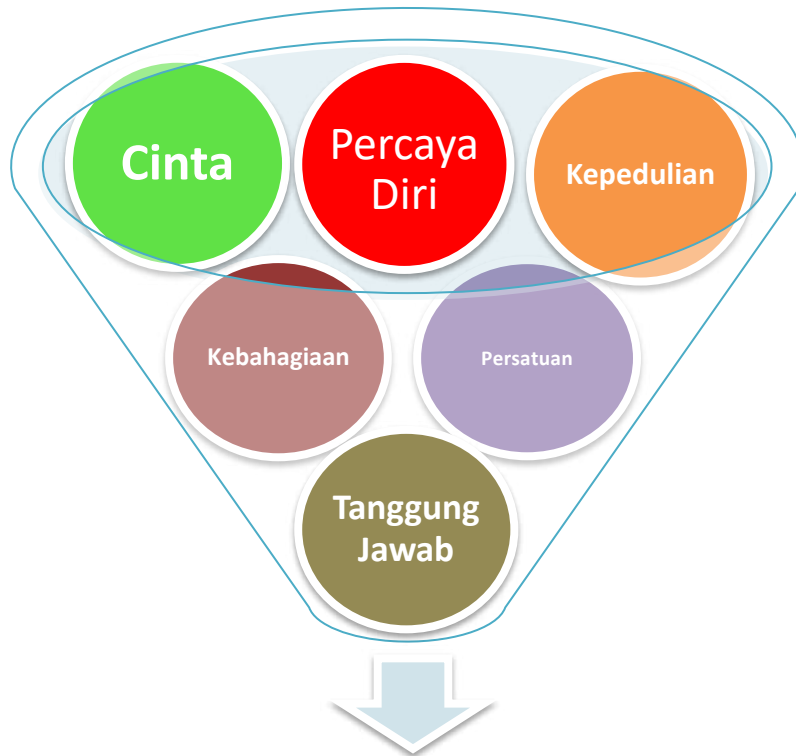 Cinta
Percaya
Diri
Kepedulian
Kebahagiaan
Persatuan
Tanggung
Jawab